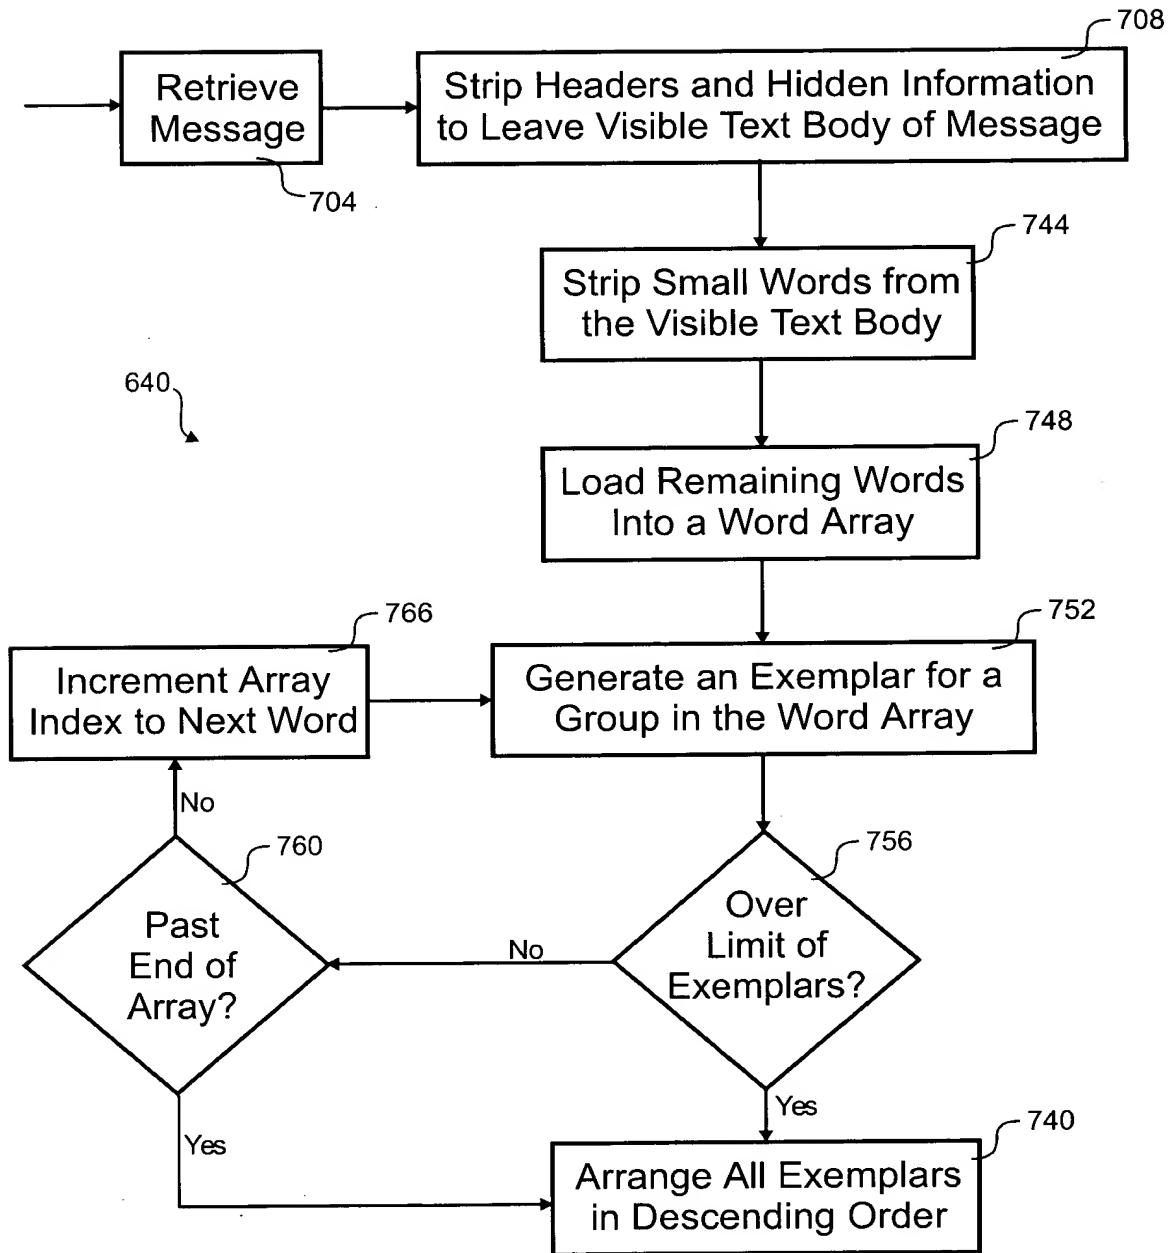 708
Retrieve
Message
704
Strip Headers and Hidden Information
to Leave Visible Text Body of Message
744
Strip Small Words from
the Visible Text Body
640
748
Load Remaining Words
Into a Word Array
766
Increment Array
Index to Next Word
752
Generate an Exemplar for a
Group in the Word Array
No
760
Past
End of
Array?
No
756
Over
Limit of
Exemplars?
Yes
Yes
740
Arrange All Exemplars
in Descending Order